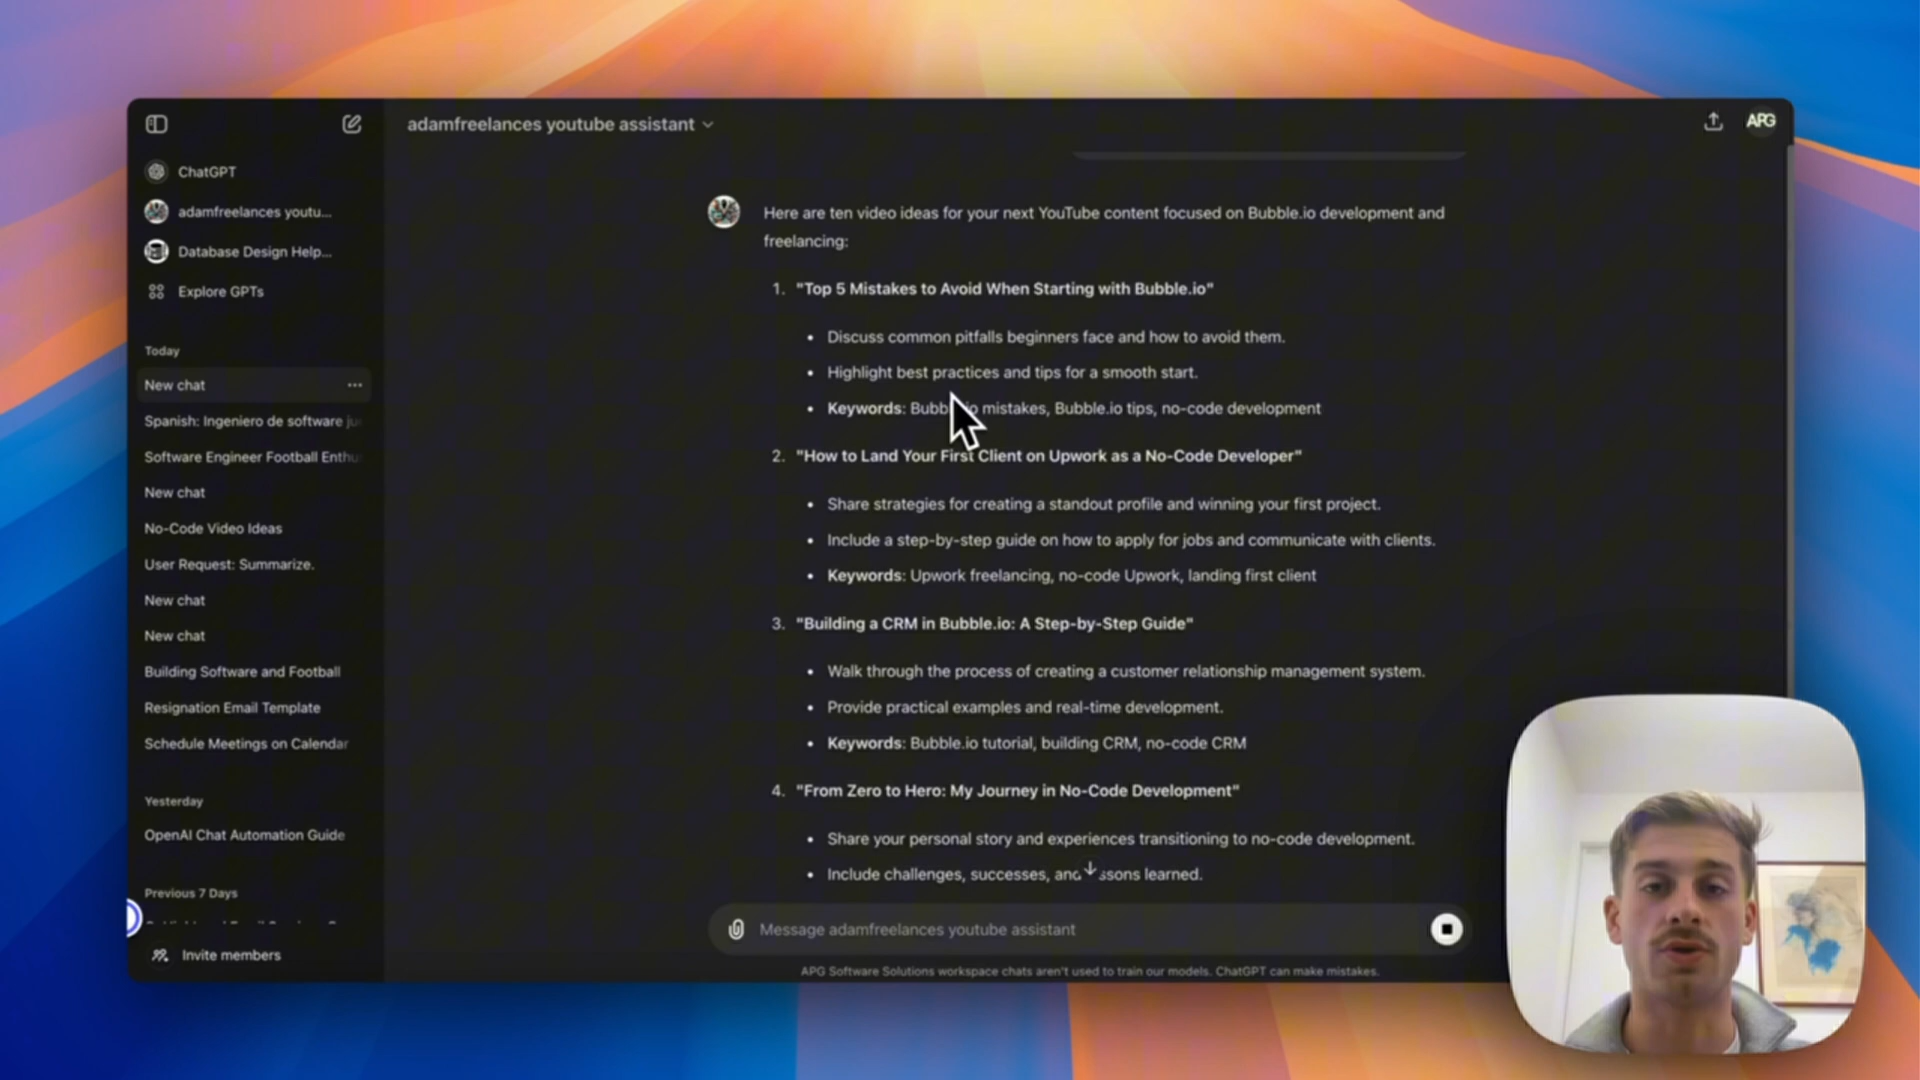 adamfreelances youtube assistant
APG
ChatGPT
adamfreelances youtu...
Database Design Help...
Explore GPTs
Today
New chat
Spanish: Ingeniero de software
Software Engineer Football
New chat
No-Code Video Ideas
User Request: Summarize.
New chat
New chat
Building Software and Football
Resignation Email Template
Schedule Meetings on Calendar
Yesterday
OpenAI Chat Automation Guide
Previous 7 Days
Invite members
Here are ten video ideas for your next YouTube content focused on Bubble.io development and
freelancing:
1. "Top 5 Mistakes to Avoid When Starting with Bubble.io"
• Discuss common pitfalls beginners face and how to avoid them.
• Highlight best practices and tips for a smooth start.
• Keywords: Bubble.io mistakes, Bubble.io tips, no-code development
2. "How to Land Your First Client on Upwork as a No-Code Developer"
• Share strategies for creating a standout profile and winning your first project.
• Include a step-by-step guide on how to apply for jobs and communicate with clients.
• Keywords: Upwork freelancing, no-code Upwork, landing first client
3. "Building a CRM in Bubble.io: A Step-by-Step Guide"
• Walk through the process of creating a customer relationship management system.
• Provide practical examples and real-time development.
• Keywords: Bubble.io tutorial, building CRM, no-code CRM
4. "From Zero to Hero: My Journey in No-Code Development"
• Share your personal story and experiences transitioning to no-code development.
• Include challenges, successes, and lessons learned.
Message adamfreelances youtube assistant
APG Software Solutions workspace chats aren't used to train our models. ChatGPT can make mistakes.